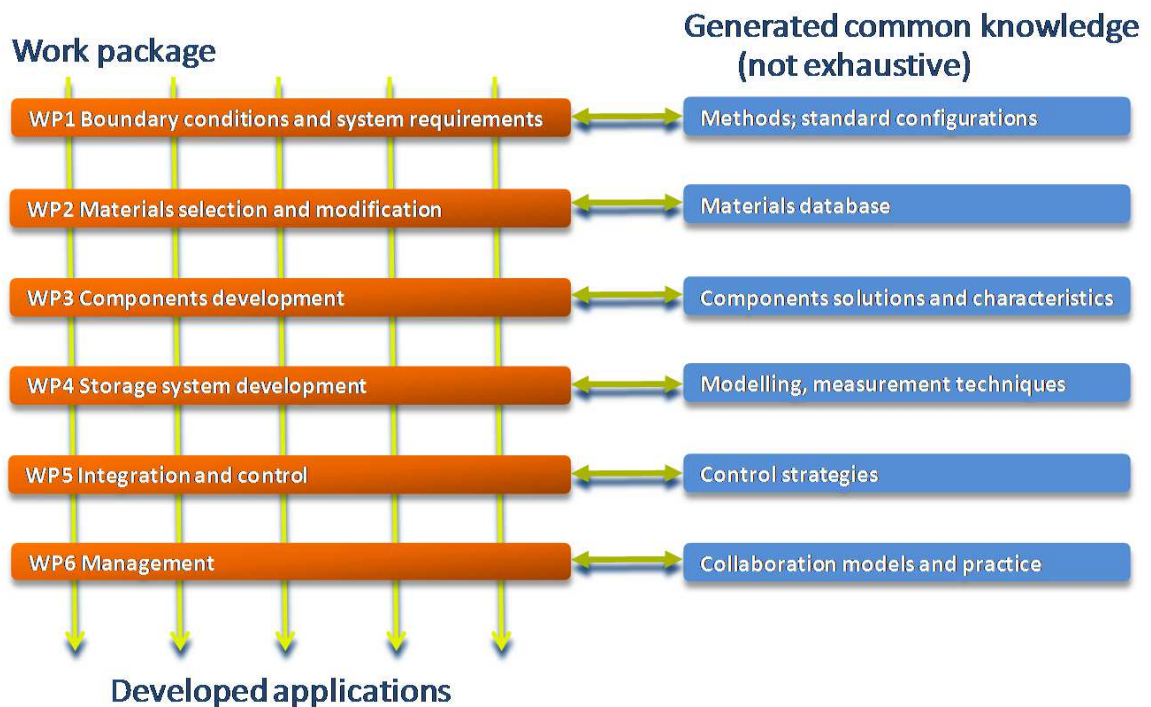 Work package
Generated common knowledge
(not exhaustive)
WP1 Boundary conditions and system requirements
Methods; standard configurations
WP2 Materials selection and modification
Materials database
WP3 Components development
Components solutions and characteristics
WP4 Storage system development
Modelling, measurement techniques
WP5 Integration and control
Control strategies
WP6 Management
Collaboration models and practice
Developed applications